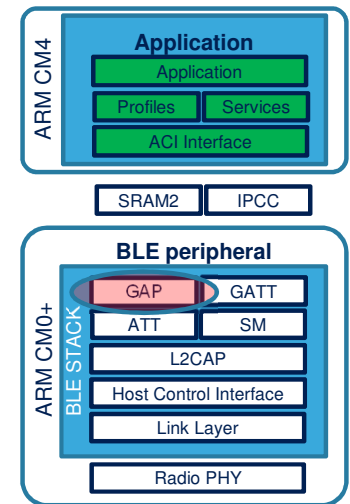 ARM CM4
Application
Application
Profiles Services
ACI Interface
SRAM2 IPCC
ARM CM0+
BLE peripheral
BLE STACK
GAP GATT
ATT SM
L2CAP
Host Control Interface
Link Layer
Radio PHY